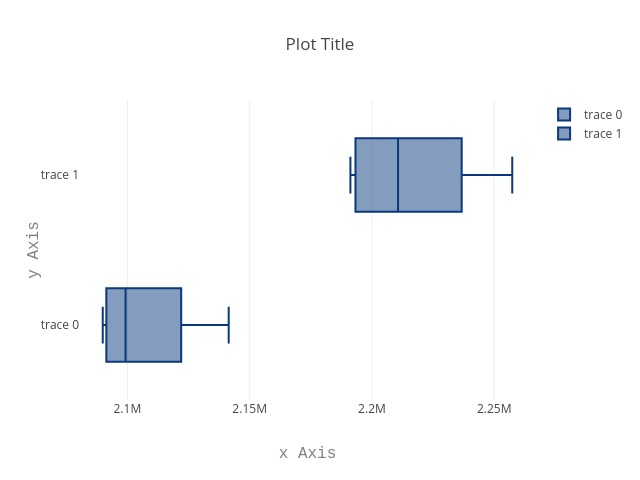 Plot Title
trace 0
trace 1
trace 1
y Axis
trace 0
2.1M
2.15M
2.2M
2.25M
x Axis